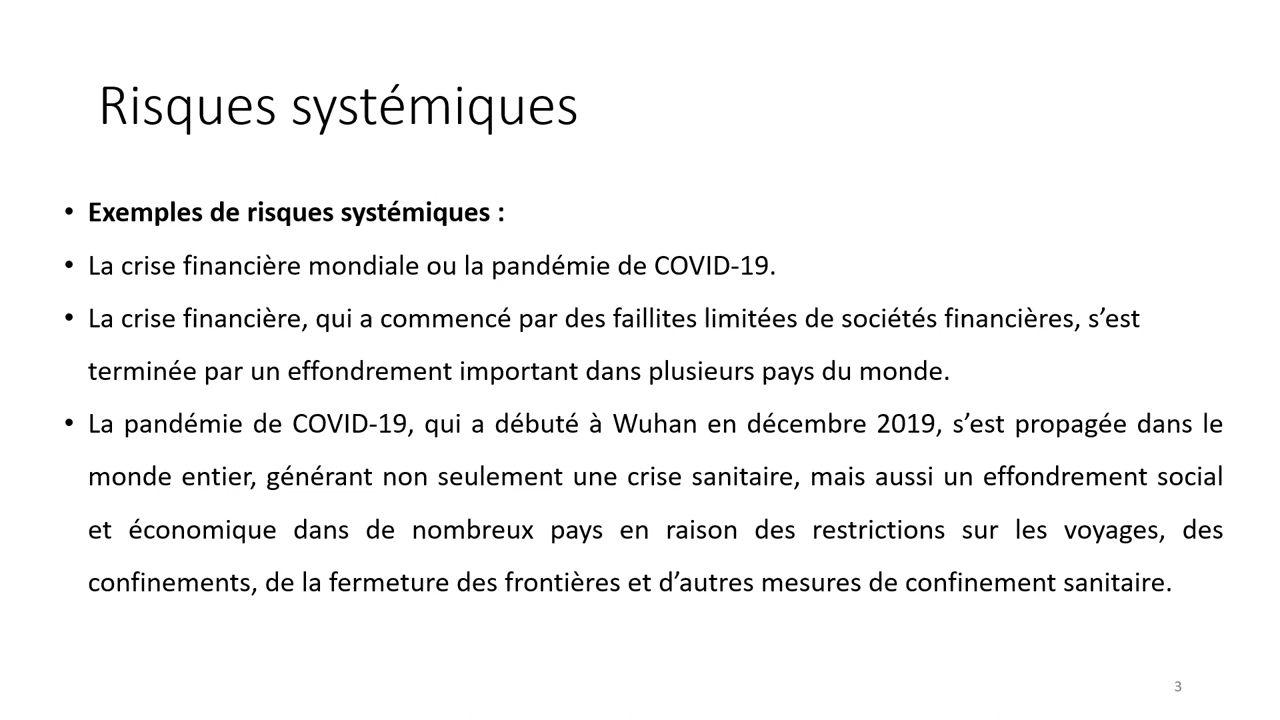 Risques systémiques
• Exemples de risques systémiques :
• La crise financière mondiale ou la pandémie de COVID-19.
• La crise financière, qui a commencé par des faillites limitées de sociétés financières, s’est
terminée par un effondrement important dans plusieurs pays du monde.
• La pandémie de COVID-19, qui a débuté à Wuhan en décembre 2019, s’est propagée dans le
monde entier, générant non seulement une crise sanitaire, mais aussi un effondrement social
et économique dans de nombreux pays en raison des restrictions sur les voyages, des
confinements, de la fermeture des frontières et d’autres mesures de confinement sanitaire.
3